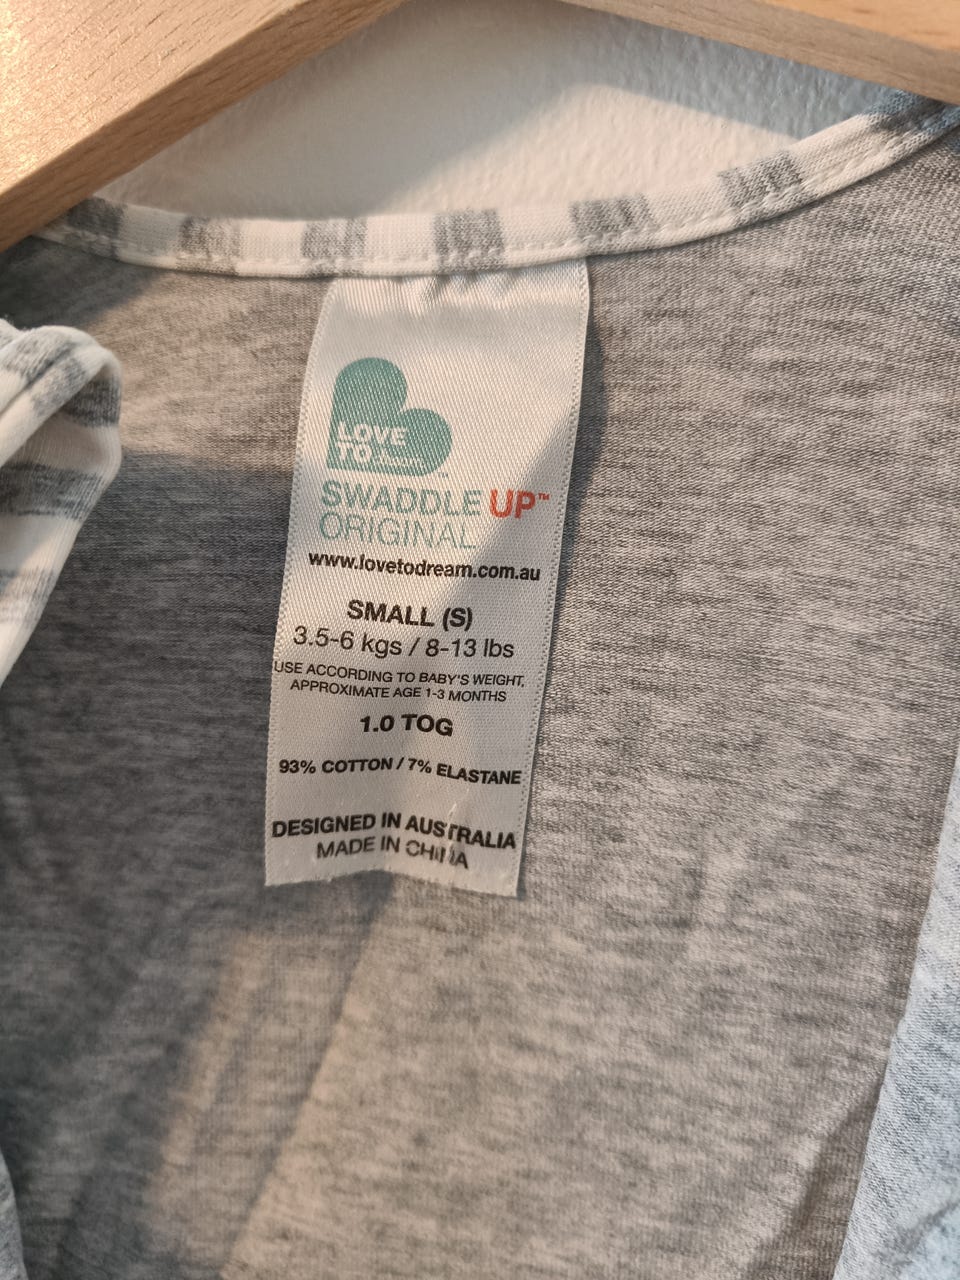 LOVE
TO dream
SWADDLE UP™
ORIGINAL
www.lovetodream.com.au
SMALL (S)
3.5-6 kgs / 8-13 lbs
USE ACCORDING TO BABY'S WEIGHT,
APPROXIMATE AGE 1-3 MONTHS
1.0 TOG
93% COTTON / 7% ELASTANE
DESIGNED IN AUSTRALIA
MADE IN CHINA